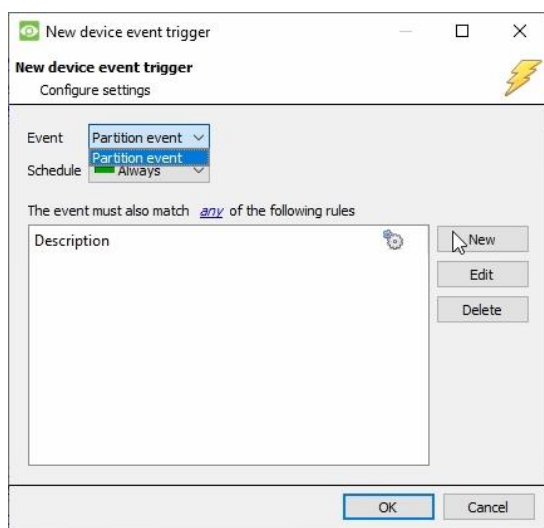 New device event trigger
New device event trigger
Configure settings
Event Partition event
Partition event
Schedule Always
The event must also match any of the following rules
Description
New
Edit
Delete
OK Cancel